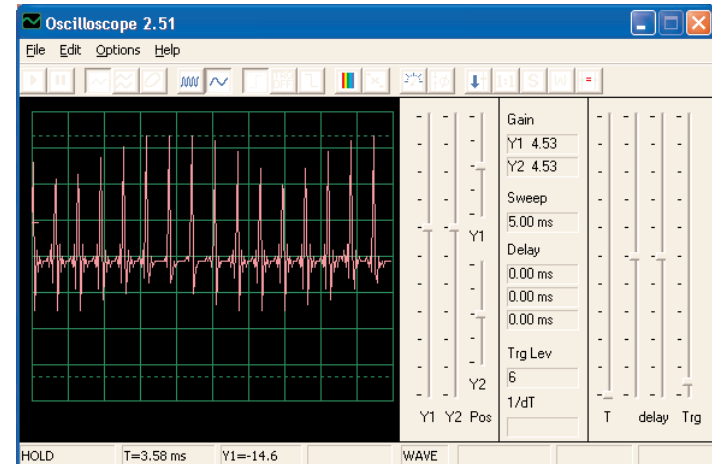 Oscilloscope 2.51
File Edit Options Help
Gain
Y1 4.53
Y2 4.53
Sweep
5.00 ms
Y1
Delay
0.00 ms
0.00 ms
0.00 ms
Trg Lev
6
Y2
1/dT
Y1 Y2 Pos
T delay Trg
HOLD T=3.58 ms Y1=-14.6 WAVE